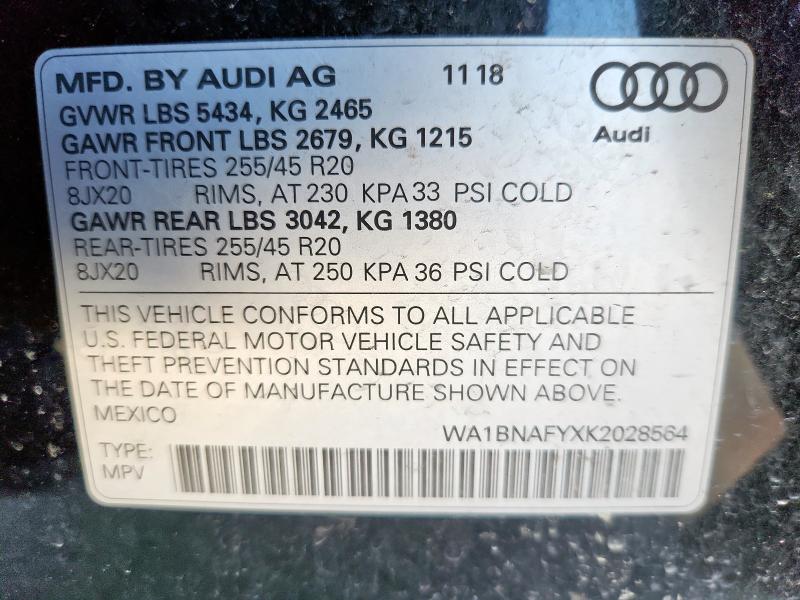 MFD. BY AUDI AG 11 18
Audi
GVWR LBS 5434, KG 2465
GAWR FRONT LBS 2679, KG 1215
FRONT-TIRES 255/45 R20
8JX20 RIMS, AT 230 KPA 33 PSI COLD
GAWR REAR LBS 3042, KG 1380
REAR-TIRES 255/45 R20
8JX20 RIMS, AT 250 KPA 36 PSI COLD
THIS VEHICLE CONFORMS TO ALL APPLICABLE
U.S. FEDERAL MOTOR VEHICLE SAFETY AND
THEFT PREVENTION STANDARDS IN EFFECT ON
THE DATE OF MANUFACTURE SHOWN ABOVE.
MEXICO
WA1BNAFYXK2028564
TYPE:
MPV